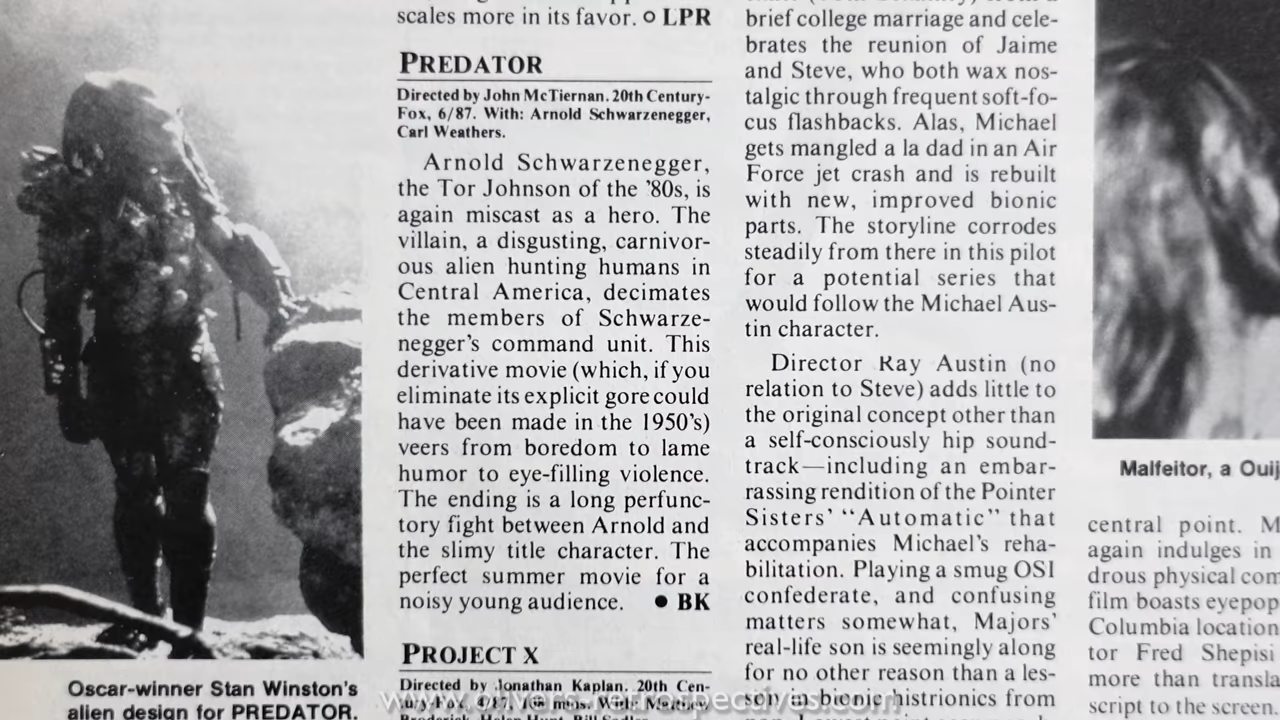 scales more in its favor. o LPR
PREDATOR
Directed by John McTiernan. 20th Century-
Fox, 6/87. With: Arnold Schwarzenegger,
Carl Weathers.
Arnold Schwarzenegger,
the Tor Johnson of the '80s, is
again miscast as a hero. The
villain, a disgusting, carnivor-
ous alien hunting humans in
Central America, decimates
the members of Schwarze-
negger's command unit. This
derivative movie (which, if you
eliminate its explicit gore could
have been made in the 1950's)
veers from boredom to lame
humor to eye-filling violence.
The ending is a long perfunc-
tory fight between Arnold and
the slimy title character. The
perfect summer movie for a
noisy young audience. ● BK
PROJECT X
Directed by Jonathan Kaplan. 20th Cen-
tury-Fox, 4/87, 108 mins. With: Matthew
Broderick, Helen Hunt, Bill Sadler
brief college marriage and cele-
brates the reunion of Jaime
and Steve, who both wax nos-
talgic through frequent soft-fo-
cus flashbacks. Alas, Michael
gets mangled a la dad in an Air
Force jet crash and is rebuilt
with new, improved bionic
parts. The storyline corrodes
steadily from there in this pilot
for a potential series that
would follow the Michael Aus-
tin character.
Director Ray Austin (no
relation to Steve) adds little to
the original concept other than
a self-consciously hip sound-
track—including an embar-
rassing rendition of the Pointer
Sisters' "Automatic" that
accompanies Michael's reha-
bilitation. Playing a smug OSI
confederate, and confusing
matters somewhat, Majors'
real-life son is seemingly along
for no other reason than a les-
son in bionic histrionics from
Malfeitor, a Ouij
central point. M
again indulges in
drous physical com
film boasts eyepop
Columbia location
tor Fred Shepisi
more than transla
script to the screen.
Oscar-winner Stan Winston's
alien design for PREDATOR.